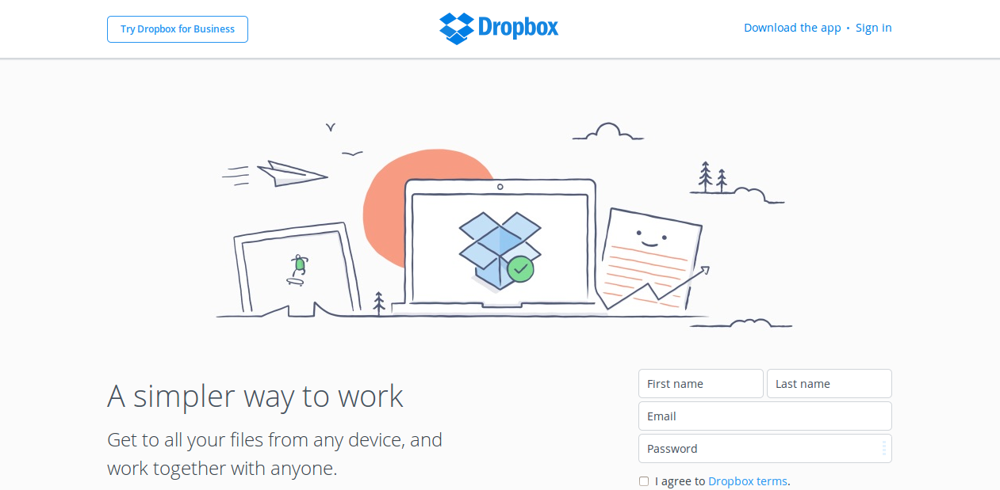 Try Dropbox for Business
Dropbox
Download the app • Sign in
A simpler way to work
Get to all your files from any device, and
work together with anyone.
First name
Last name
Email
Password
I agree to Dropbox terms.